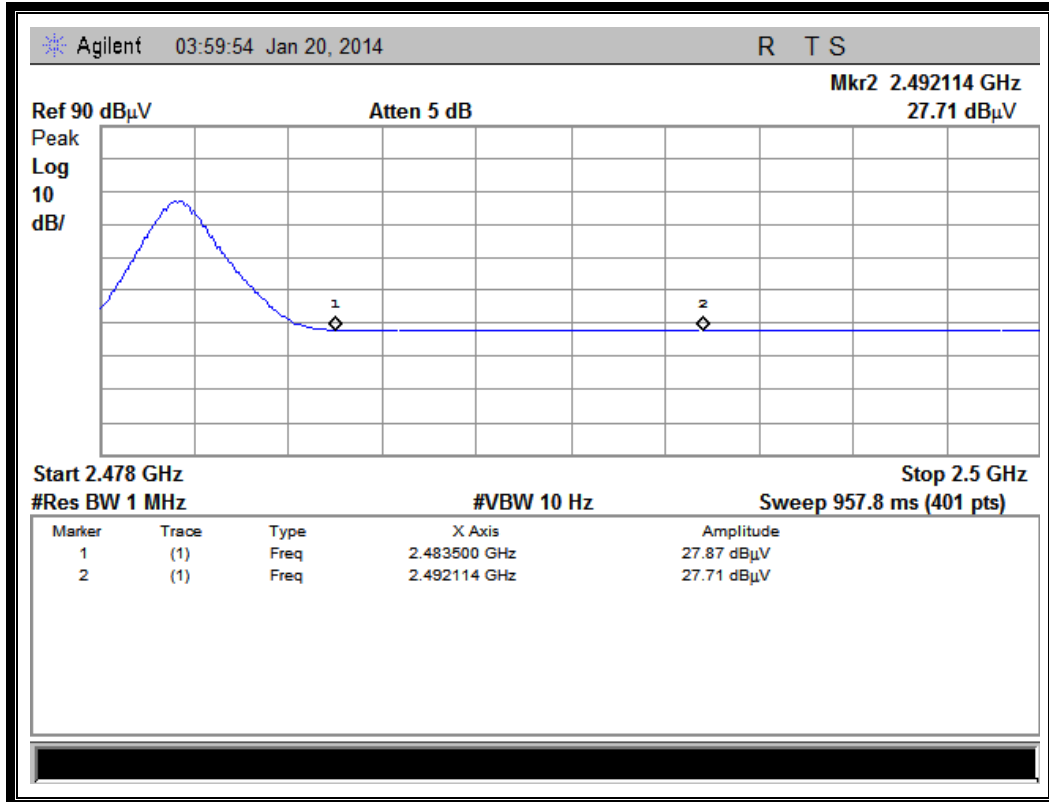 Agilent 03:59:54 Jan 20, 2014 R T S
Mkr2 2.492114 GHz
Ref 90 dBµV Atten 5 dB 27.71 dBµV
Peak
Log
10
dB/
1 2
Start 2.478 GHz Stop 2.5 GHz
#Res BW 1 MHz #VBW 10 Hz Sweep 957.8 ms (401 pts)
Marker Trace Type X Axis Amplitude
1 (1) Freq 2.483500 GHz 27.87 dBµV
2 (1) Freq 2.492114 GHz 27.71 dBµV